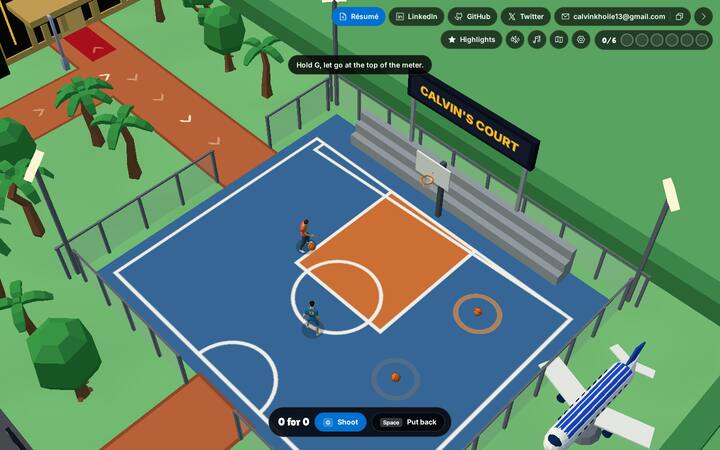 Résumé
LinkedIn
GitHub
Twitter
calvinkhoile13@gmail.com
Highlights
0/6
Hold G, let go at the top of the meter.
CALVIN'S COURT
0 for 0
G Shoot
Space Put back